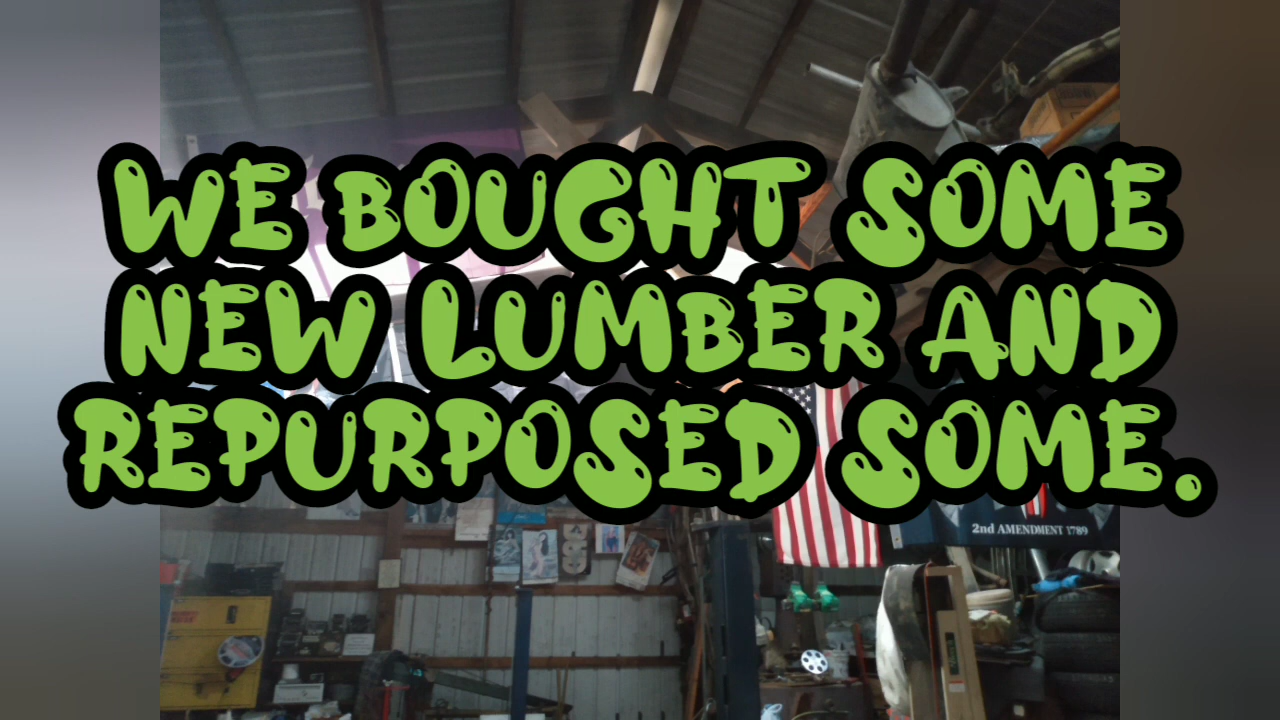 WE BOUGHT SOME
NEW LUMBER AND
REPURPOSED SOME.
2nd AMENDMENT 1789